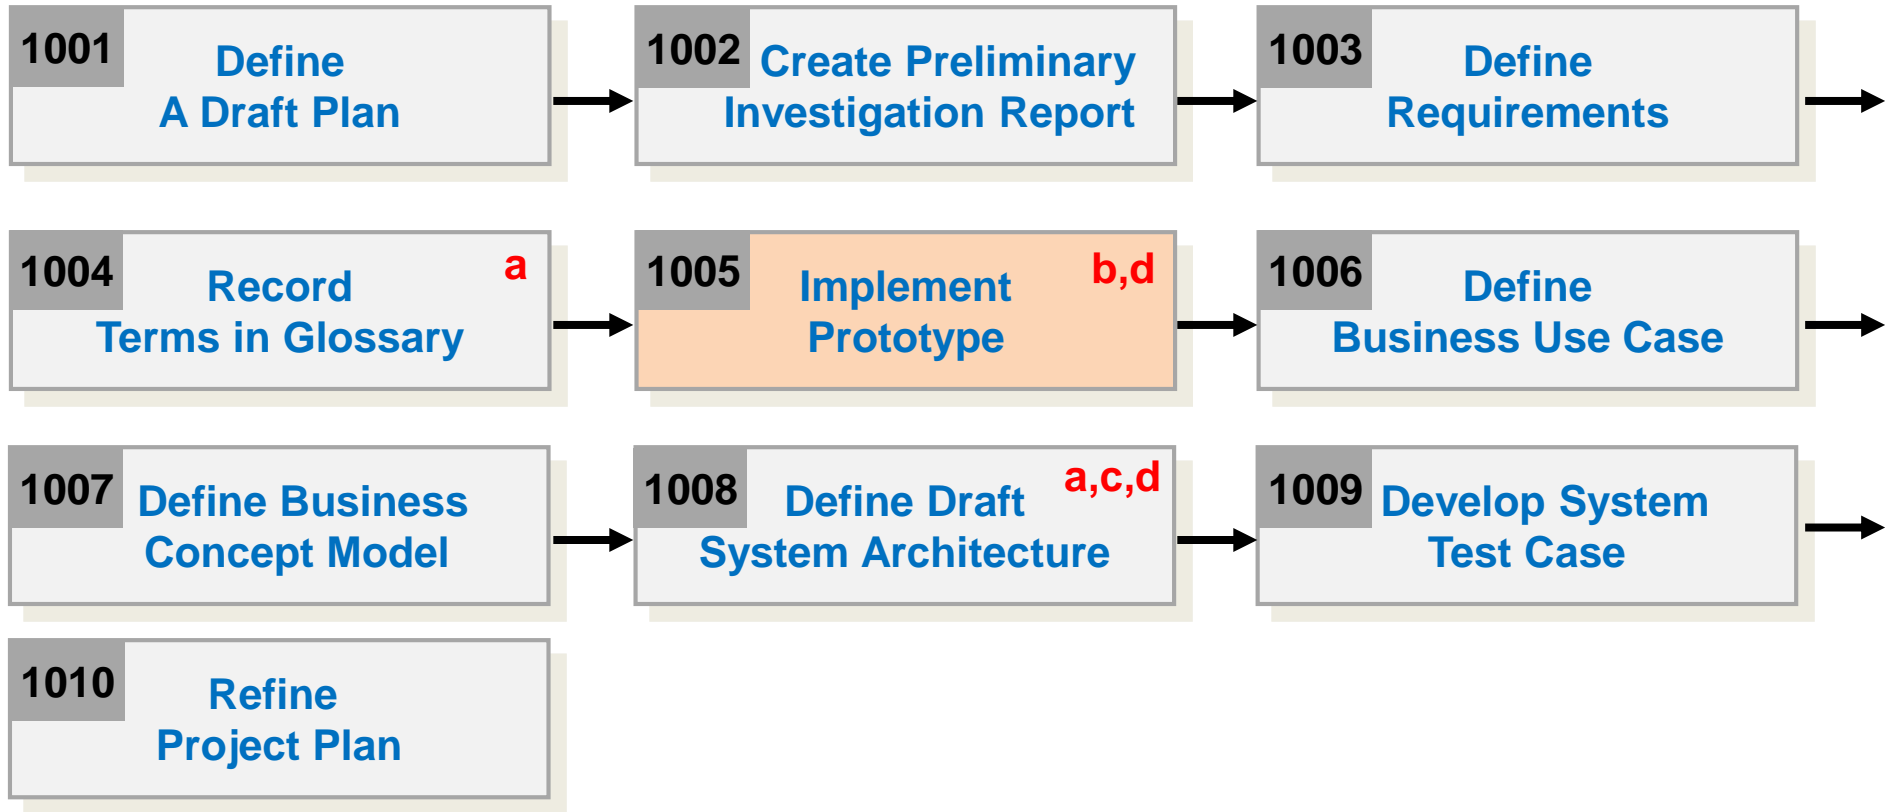 1001
Define
A Draft Plan
1002
Create Preliminary
Investigation Report
1003
Define
Requirements
1004
a
Record
Terms in Glossary
1005
b,d
Implement
Prototype
1006
Define
Business Use Case
1007
Define Business
Concept Model
1008
a,c,d
Define Draft
System Architecture
1009
Develop System
Test Case
1010
Refine
Project Plan